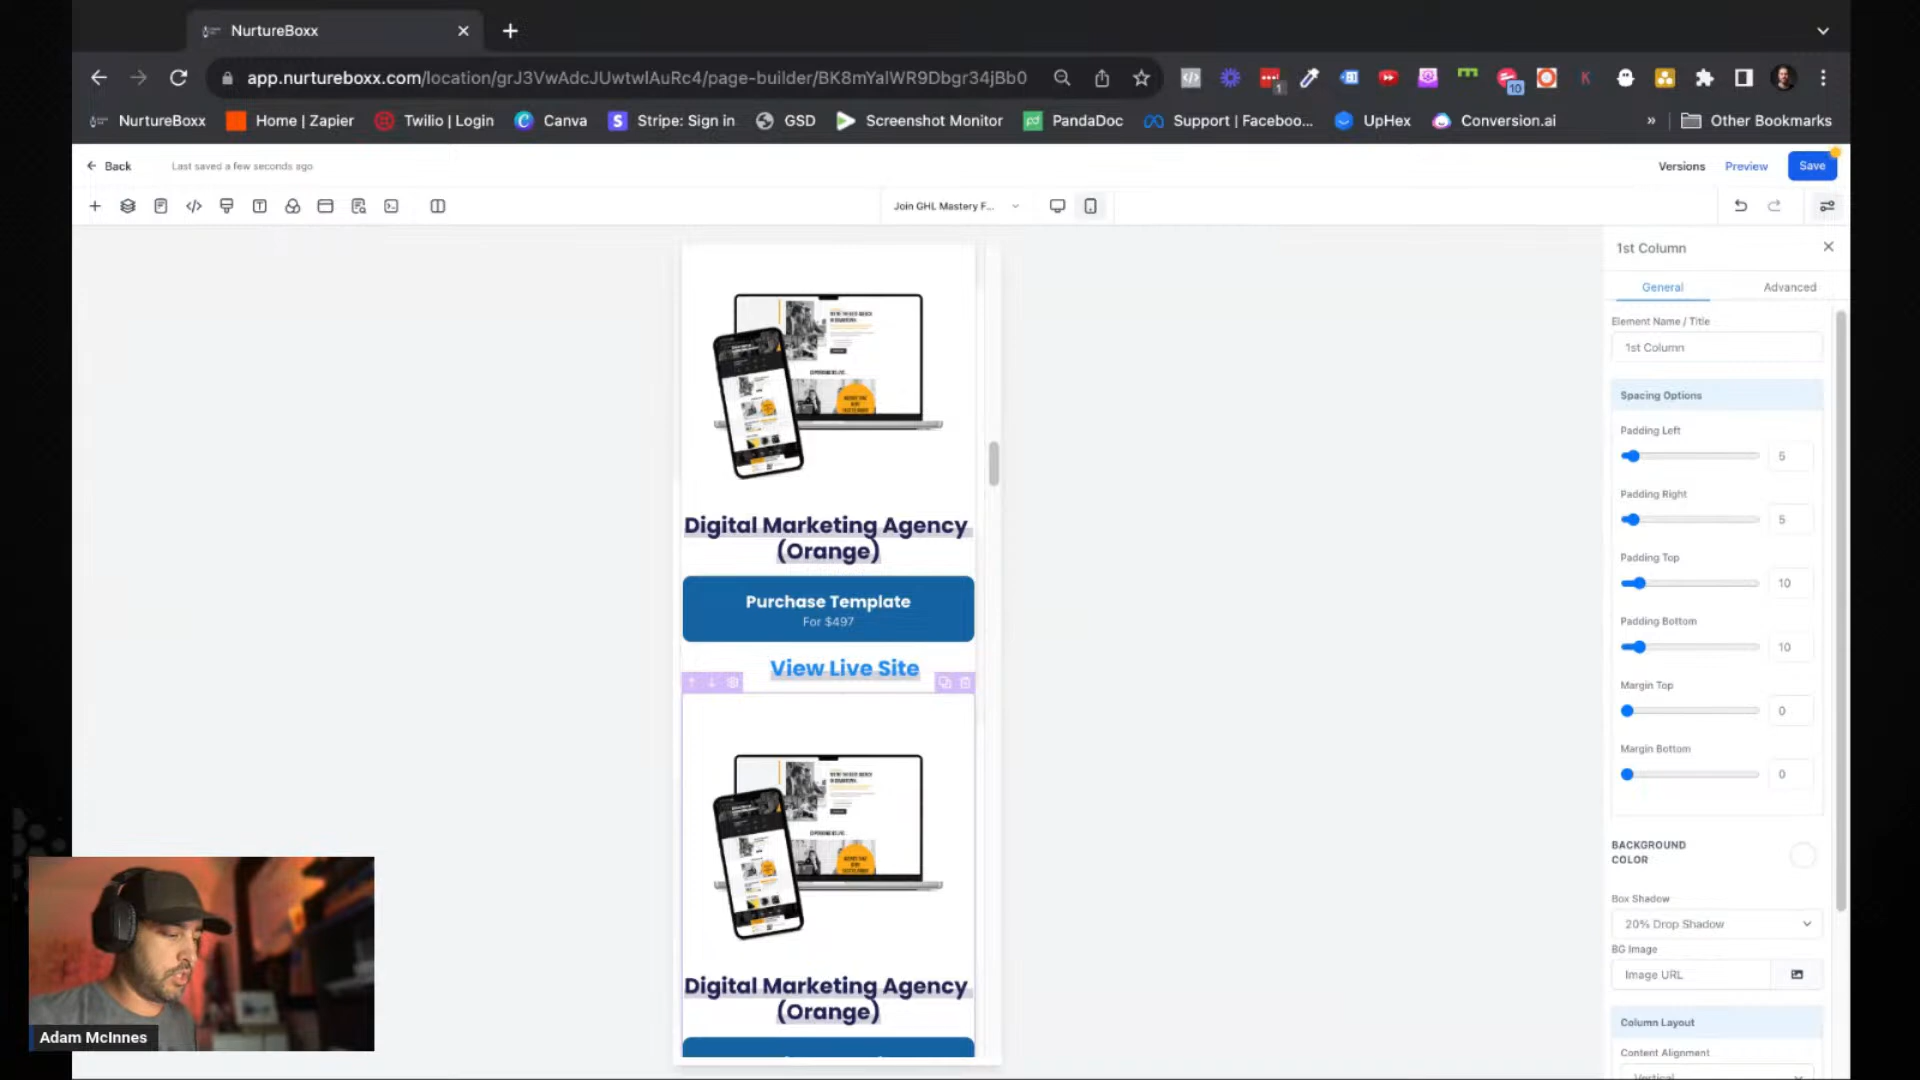 NurtureBoxx
app.nurtureboxx.com/location/grJ3VwAdcJUwtwIAuRc4/page-builder/BK8mYalWR9Dbgr34jBb0
1
10
NurtureBoxx
Home | Zapier
Twilio | Login
Canva
Stripe: Sign in
GSD
Screenshot Monitor
PandaDoc
Support | Faceboo...
UpHex
Conversion.ai
»
Other Bookmarks
Back
Last saved a few seconds ago
Versions
Preview
Save
Join GHL Mastery F...
1st Column
General
Advanced
Element Name / Title
1st Column
Spacing Options
Padding Left
5
Padding Right
5
Padding Top
10
Padding Bottom
10
Margin Top
0
Margin Bottom
0
BACKGROUND
COLOR
Box Shadow
20% Drop Shadow
BG Image
Image URL
Column Layout
Content Alignment
Vertical
Digital Marketing Agency
(Orange)
Purchase Template
For $497
View Live Site
Digital Marketing Agency
(Orange)
Adam McInnes